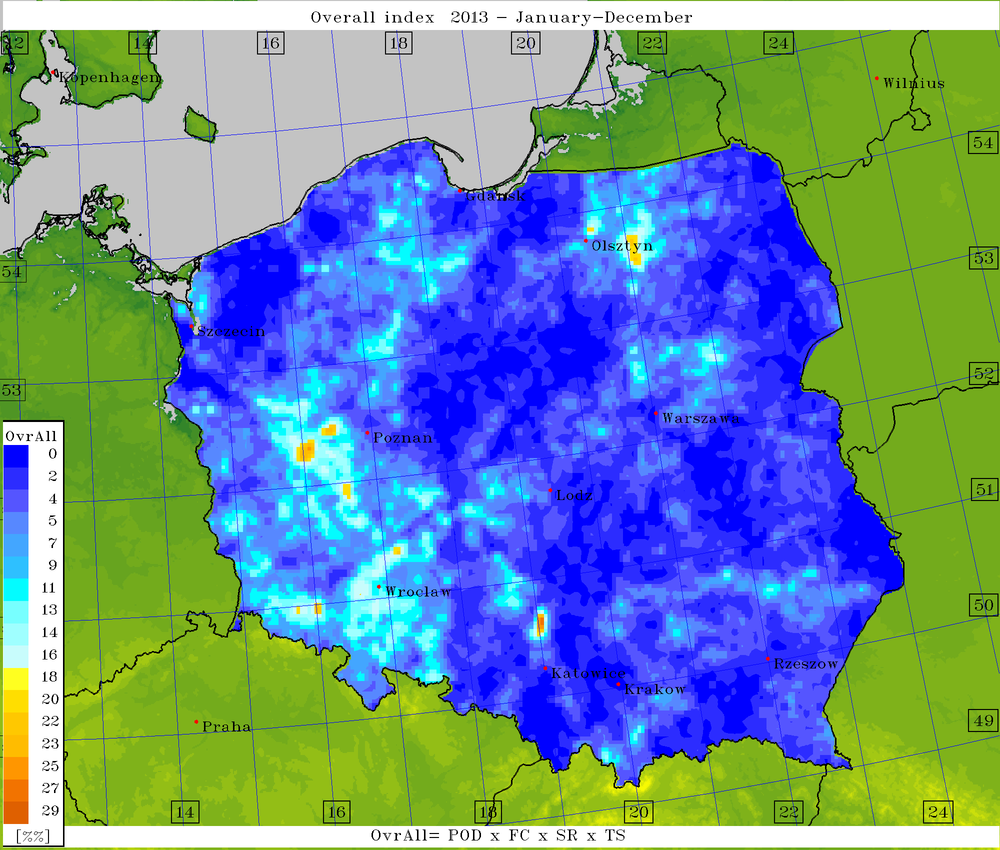 Overall index 2013 - January-December
12 14 16 18 20 22 24
Kopenhagen
Wilnius
54
Gdansk
Olsztyn
53
54
Szczecin
52
53
Warszawa
Poznan
OvrAll
0
2
4
5
7
9
11
13
14
16
18
20
22
23
25
27
29
[%%]
51
Lodz
Wroclaw
50
Rzeszow
Katowice
Krakow
49
Praha
14 16 18 20 22 24
OvrAll= POD x FC x SR x TS